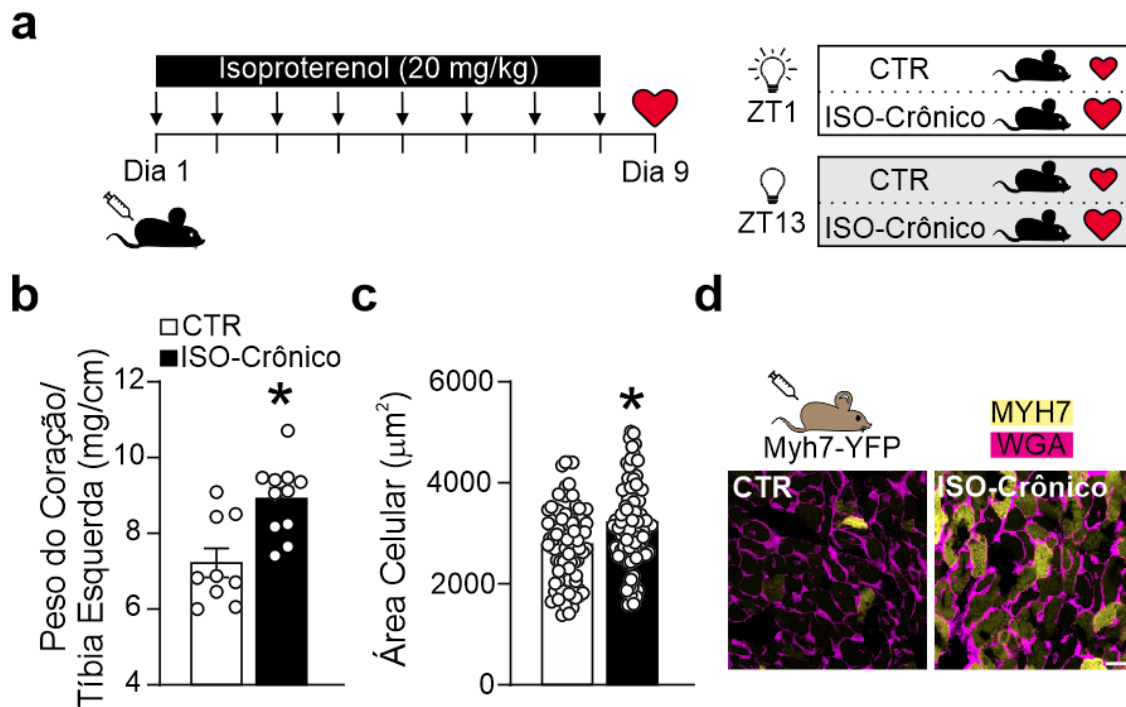 a
Isoproterenol (20 mg/kg)
Dia 1
Dia 9
ZT1
CTR
ISO-Crônico
ZT13
CTR
ISO-Crônico
b
CTR
ISO-Crônico
Peso do Coração/
Tíbia Esquerda (mg/cm)
12
10
8
6
4
*
c
Área Celular (μm²)
6000
4000
2000
0
*
d
Myh7-YFP
MYH7
WGA
CTR
ISO-Crônico